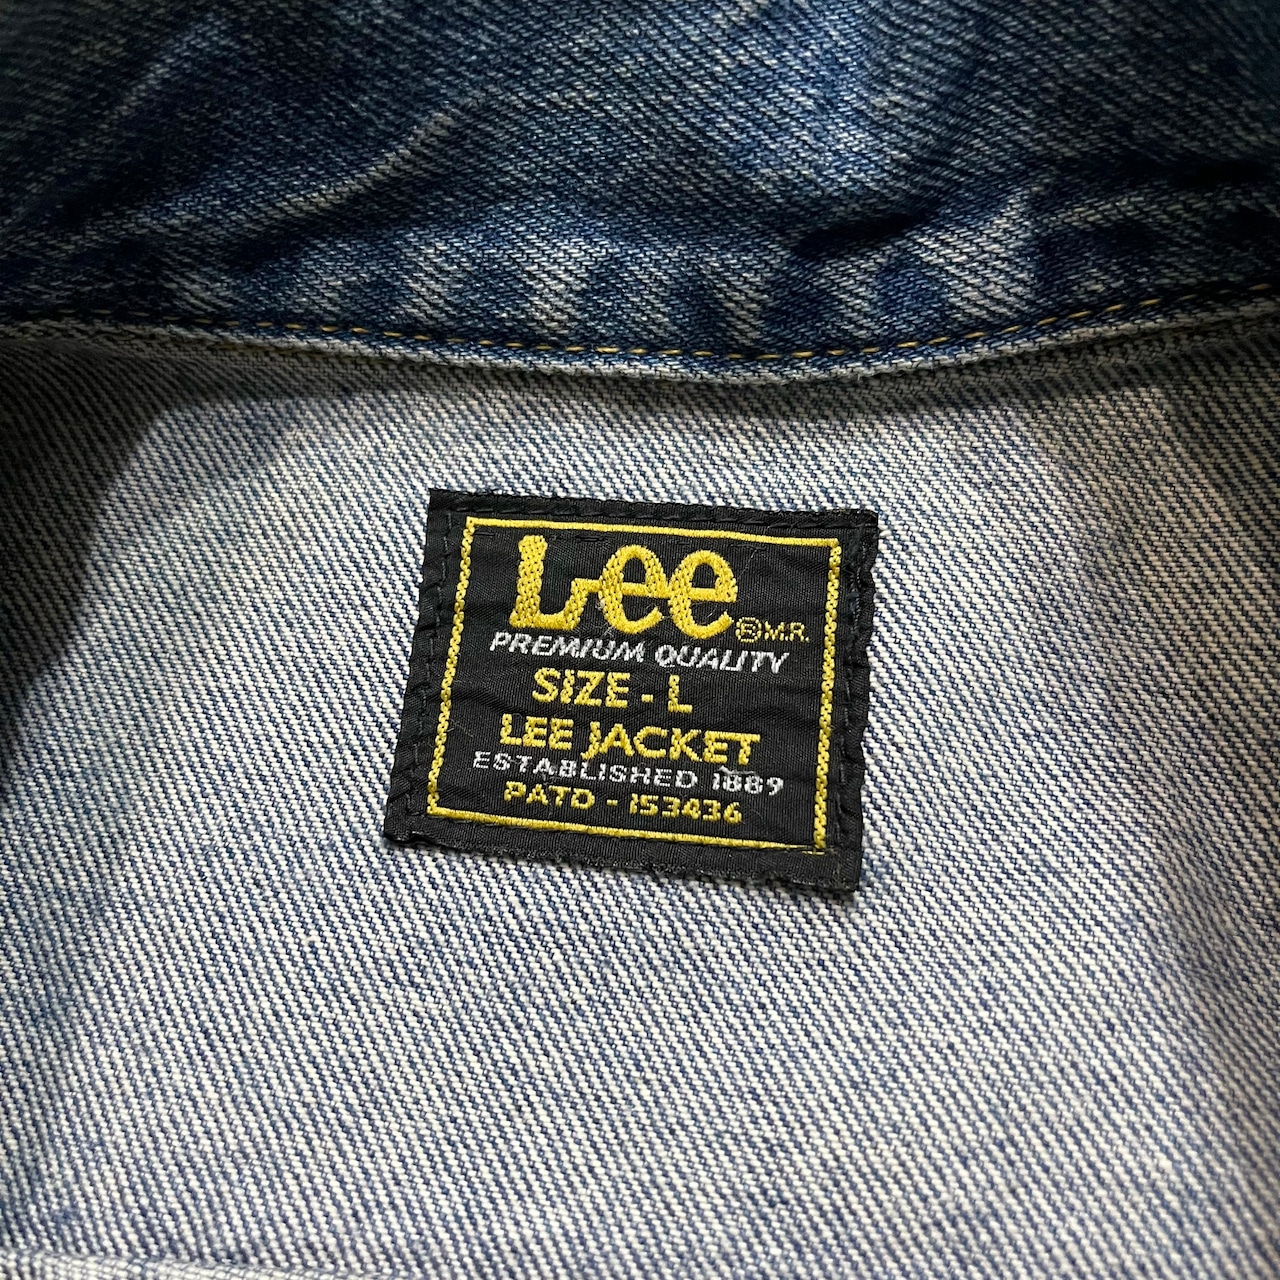 Lee ® M.R.
PREMIUM QUALITY
SIZE - L
LEE JACKET
ESTABLISHED 1889
PATD - 153436